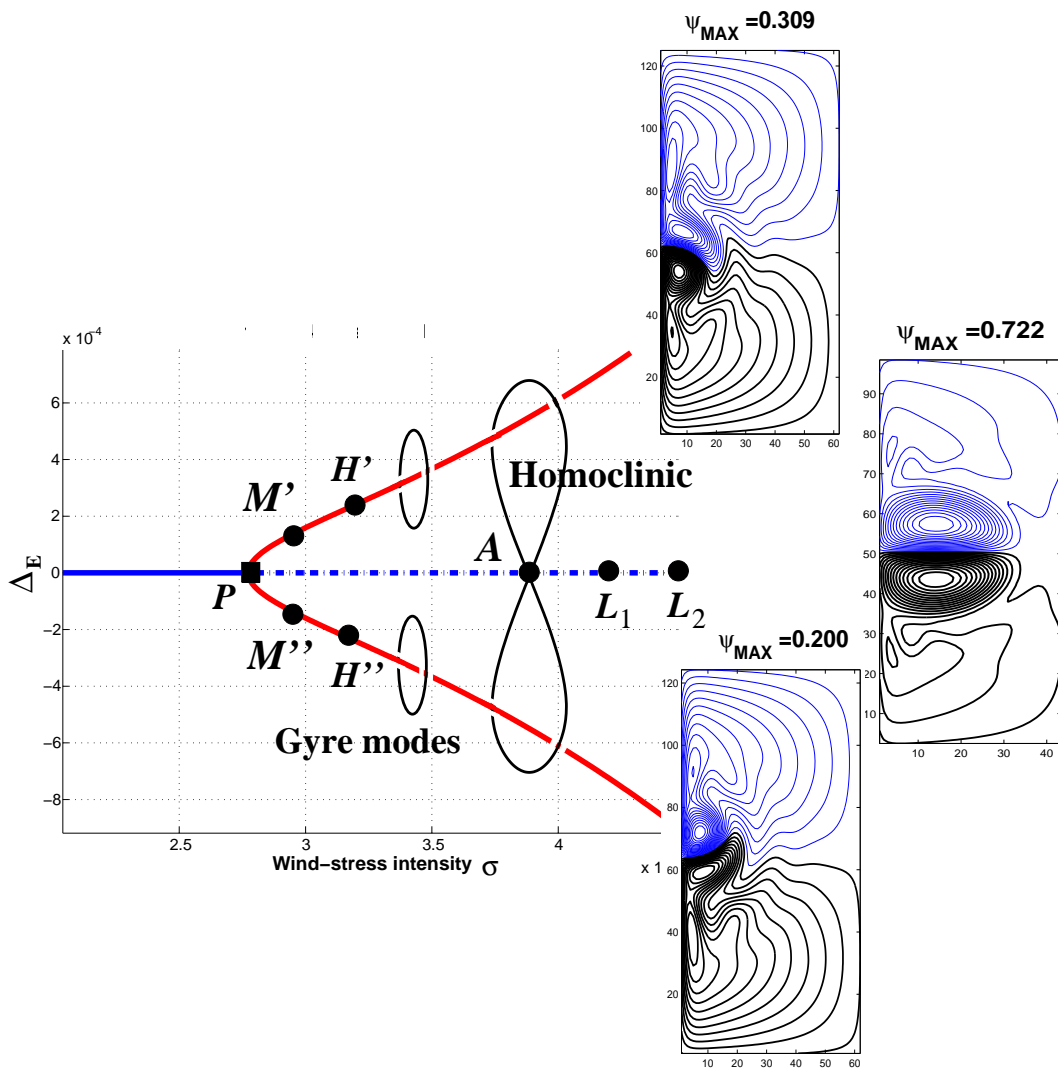 ψMAX =0.309
120
100
80
60
40
20
10 20 30 40 50 60
x 10⁻⁴
6
4
2
0
−2
−4
−6
−8
ΔE
2.5 3 3.5 4
Wind−stress intensity σ
M'
H'
P
M''
H''
Homoclinic
A
L1
L2
Gyre modes
ψMAX =0.722
90
80
70
60
50
40
30
20
10
10 20 30 40
ψMAX =0.200
120
100
80
x 1
60
40
20
10 20 30 40 50 60